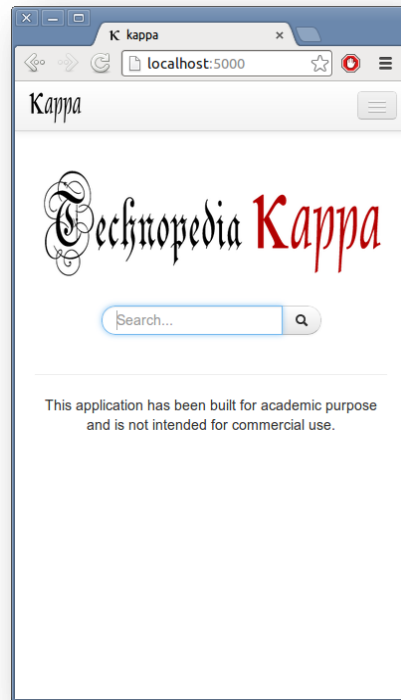 K kappa
localhost:5000
Kappa
Technopedia Kappa
Search...
This application has been built for academic purpose
and is not intended for commercial use.